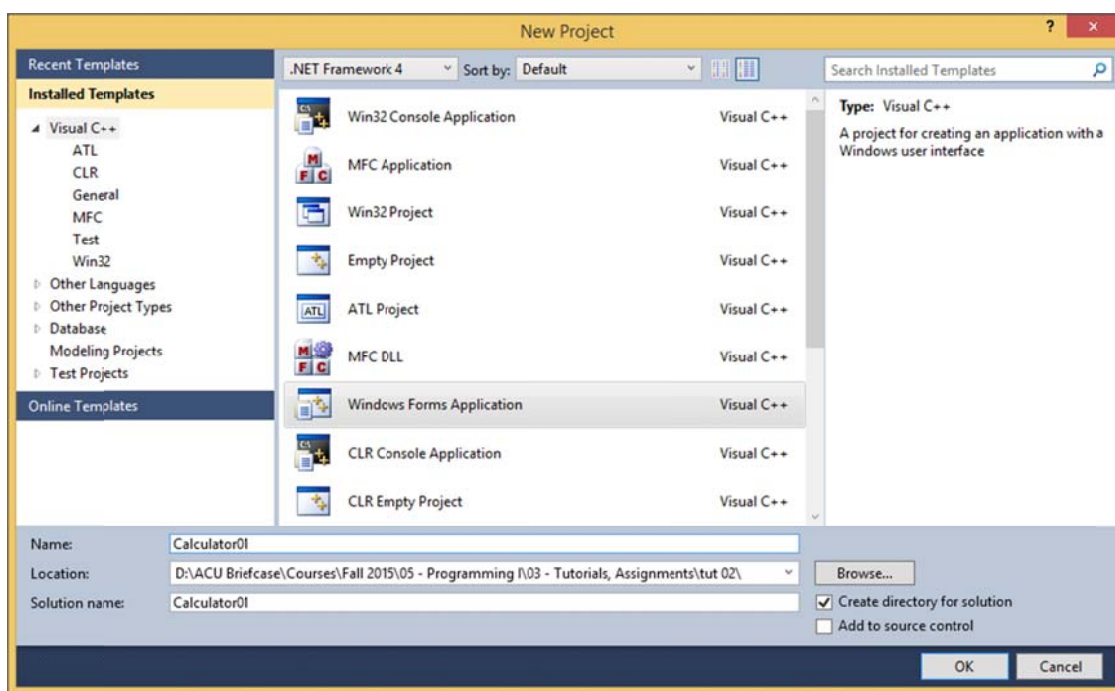 New Project
?
x
Recent Templates
Installed Templates
Visual C++
ATL
CLR
General
MFC
Test
Win32
Other Languages
Other Project Types
Database
Modeling Projects
Test Projects
Online Templates
.NET Framework 4
Sort by: Default
Win32 Console Application Visual C++
MFC Application Visual C++
Win32 Project Visual C++
Empty Project Visual C++
ATL Project Visual C++
MFC DLL Visual C++
Windows Forms Application Visual C++
CLR Console Application Visual C++
CLR Empty Project Visual C++
Search Installed Templates
Type: Visual C++
A project for creating an application with a
Windows user interface
Name: Calculator01
Location: D:\ACU Briefcase\Courses\Fall 2015\05 - Programming I\03 - Tutorials, Assignments\tut 02\
Browse...
Solution name: Calculator01
Create directory for solution
Add to source control
OK
Cancel